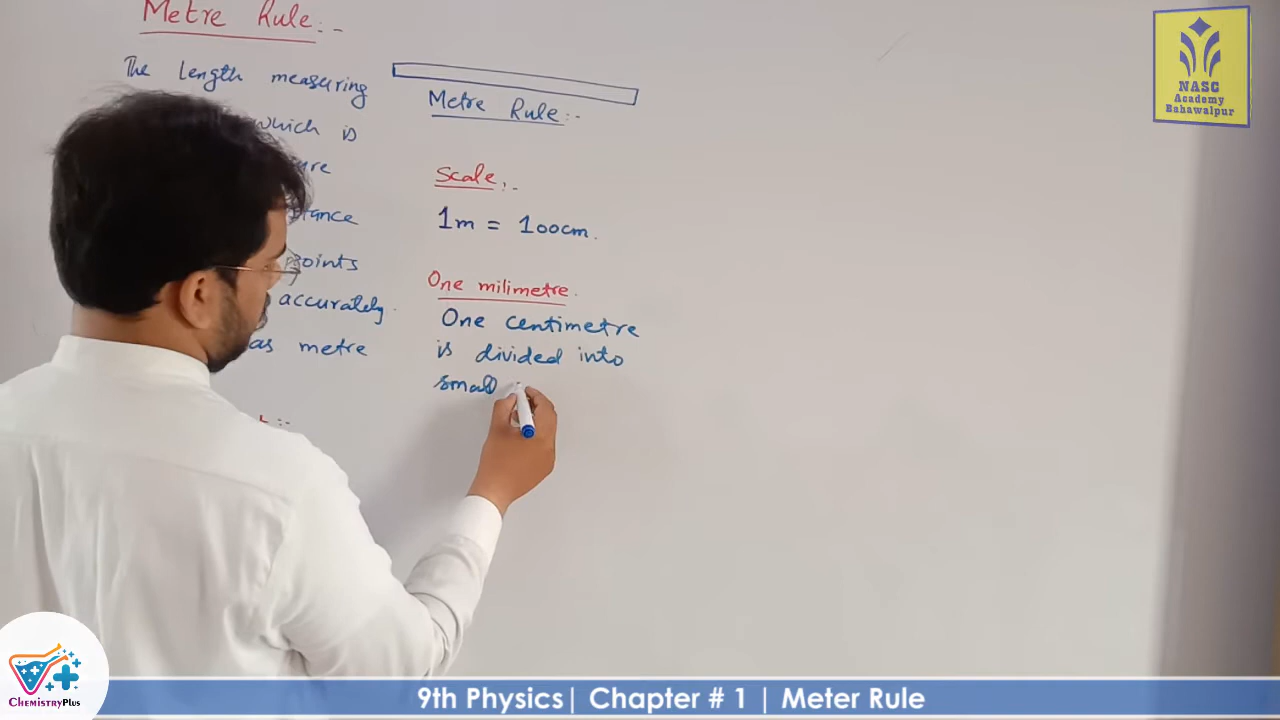 Metre Rule:-
The length measuring
which is
points
accurately.
as metre
Metre Rule:-
Scale:-
1m = 100cm.
One milimetre.
One centimetre
is divided into
small
NASC
Academy
Bahawalpur
ChemistryPlus
9th Physics| Chapter # 1 | Meter Rule